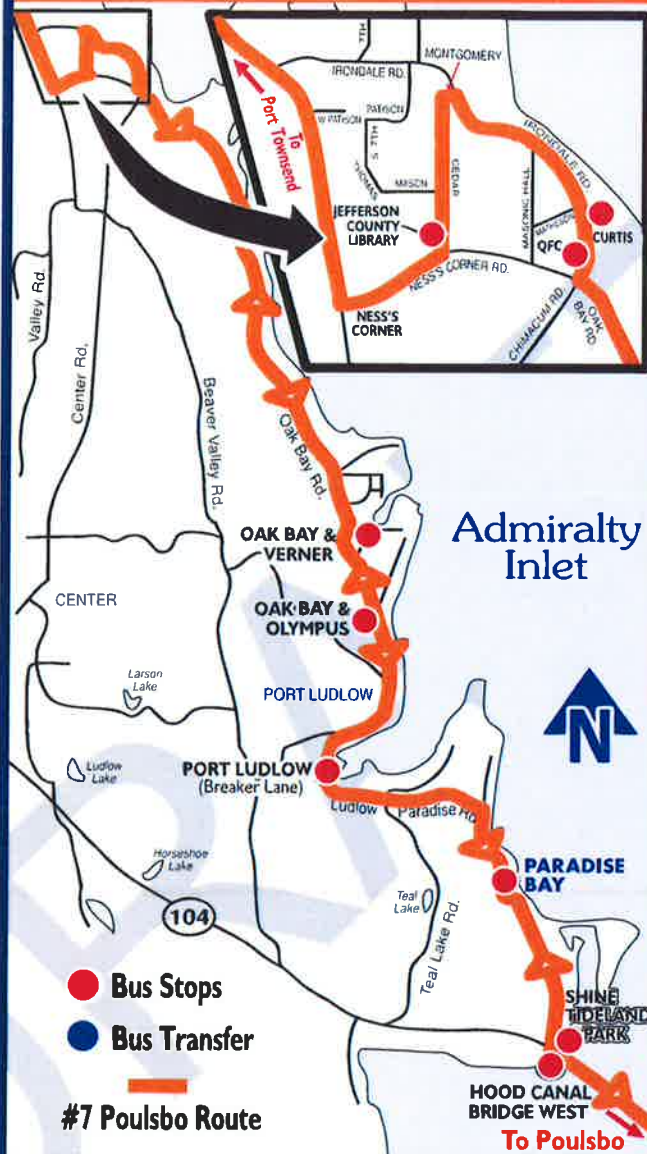 HILL
MONTGOMERY
IRONDALE RD.
To
Port Townsend
PATISON
W PATISON
S 7TH
THOMAS
MASON
CEDAR
MASONIC HALL
IRONDALE RD
JEFFERSON
COUNTY
LIBRARY
MATHESON
QFC
CURTIS
NESS'S CORNER RD.
NESS'S
CORNER
CHIMACUM RD.
OAK
BAY RD.
Valley Rd.
Center Rd.
Beaver Valley Rd.
Oak Bay Rd.
OAK BAY &
VERNER
Admiralty
Inlet
CENTER
OAK BAY &
OLYMPUS
Larson
Lake
PORT LUDLOW
N
Ludlow
Lake
PORT LUDLOW
(Breaker Lane)
Ludlow
Paradise Rd.
Horseshoe
Lake
PARADISE
BAY
Teal
Lake
Teal Lake Rd.
104
Bus Stops
SHINE
TIDELAND
PARK
Bus Transfer
HOOD CANAL
BRIDGE WEST
#7 Poulsbo Route
To Poulsbo